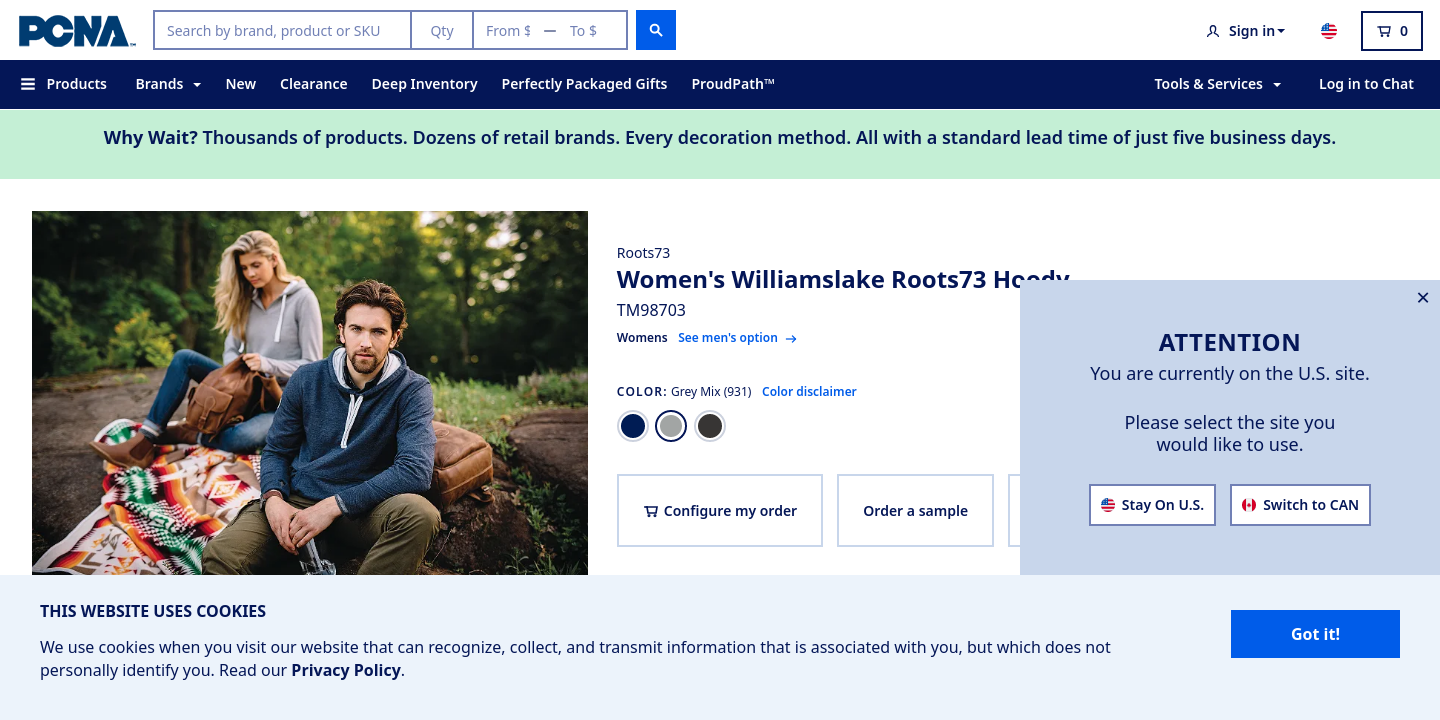 PCNA™
Search by brand, product or SKU
Qty
From $ — To $
Sign in
0
Products
Brands
New
Clearance
Deep Inventory
Perfectly Packaged Gifts
ProudPath™
Tools & Services
Log in to Chat
Why Wait? Thousands of products. Dozens of retail brands. Every decoration method. All with a standard lead time of just five business days.
Roots73
Women's Williamslake Roots73 Hoody
TM98703
Womens See men's option
COLOR: Grey Mix (931) Color disclaimer
Configure my order
Order a sample
ATTENTION
You are currently on the U.S. site.
Please select the site you
would like to use.
Stay On U.S.
Switch to CAN
THIS WEBSITE USES COOKIES
We use cookies when you visit our website that can recognize, collect, and transmit information that is associated with you, but which does not
personally identify you. Read our Privacy Policy.
Got it!